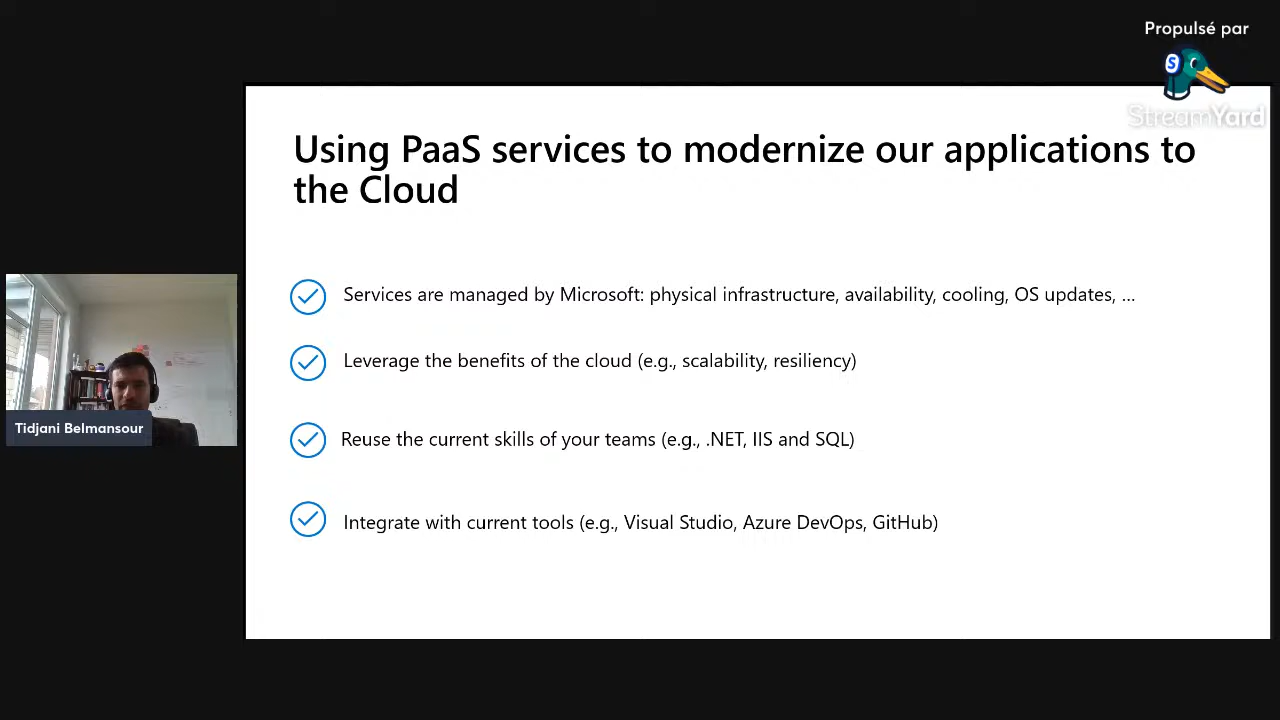 Propulsé par
S
StreamYard
Using PaaS services to modernize our applications to
the Cloud
Services are managed by Microsoft: physical infrastructure, availability, cooling, OS updates, ...
Leverage the benefits of the cloud (e.g., scalability, resiliency)
Reuse the current skills of your teams (e.g., .NET, IIS and SQL)
Integrate with current tools (e.g., Visual Studio, Azure DevOps, GitHub)
Tidjani Belmansour